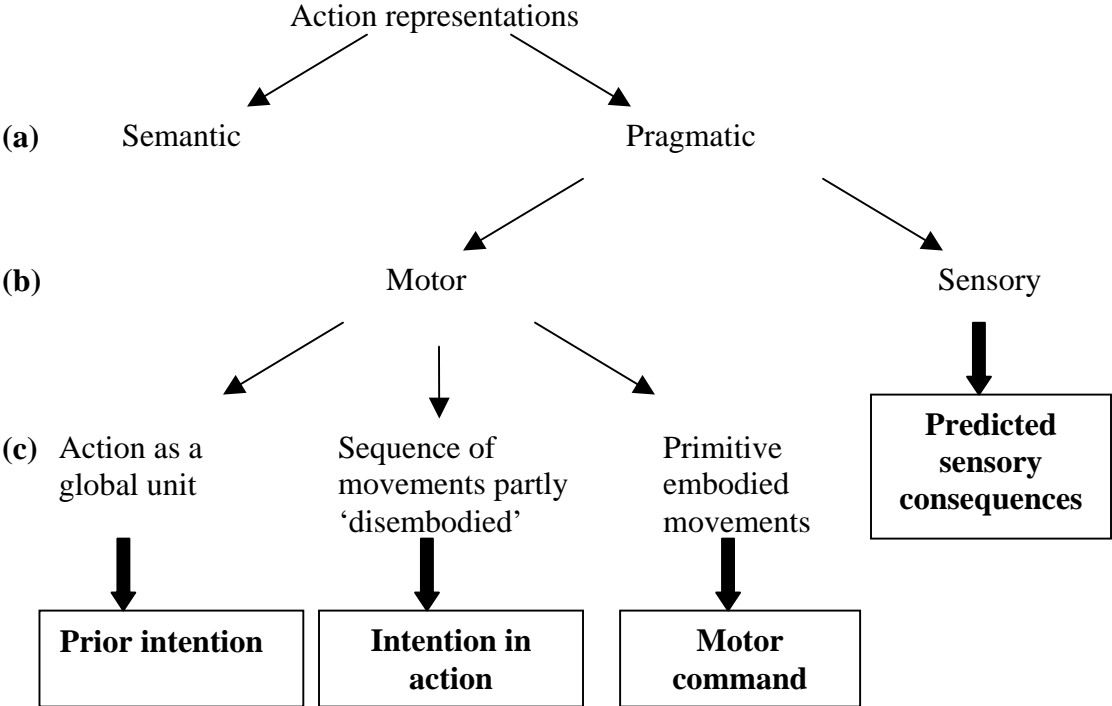 Action representations
(a) Semantic Pragmatic
(b) Motor Sensory
(c) Action as a
global unit
Sequence of
movements partly
‘disembodied’
Primitive
embodied
movements
Predicted
sensory
consequences
Prior intention
Intention in
action
Motor
command